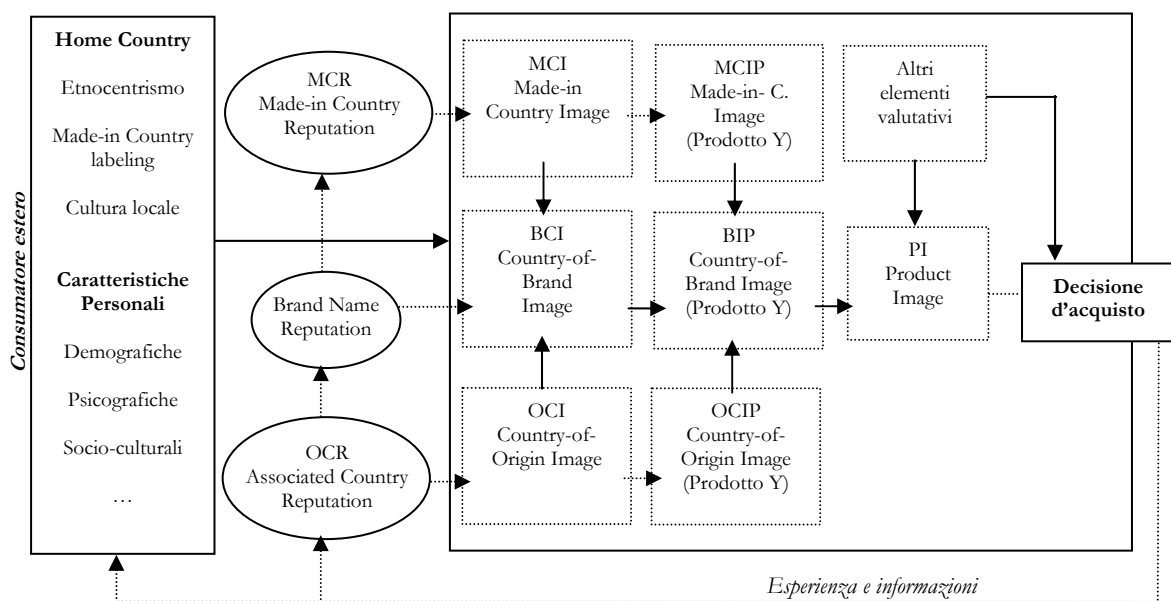 Consumatore estero
Home Country
Etnocentrismo
Made-in Country
labeling
Cultura locale
Caratteristiche
Personali
Demografiche
Psicografiche
Socio-culturali
…
MCR
Made-in Country
Reputation
Brand Name
Reputation
OCR
Associated Country
Reputation
MCI
Made-in
Country Image
MCIP
Made-in- C.
Image
(Prodotto Y)
Altri
elementi
valutativi
BCI
Country-of-
Brand
Image
BIP
Country-of-
Brand Image
(Prodotto Y)
PI
Product
Image
Decisione
d’acquisto
OCI
Country-of-
Origin Image
OCIP
Country-of-
Origin Image
(Prodotto Y)
Esperienza e informazioni